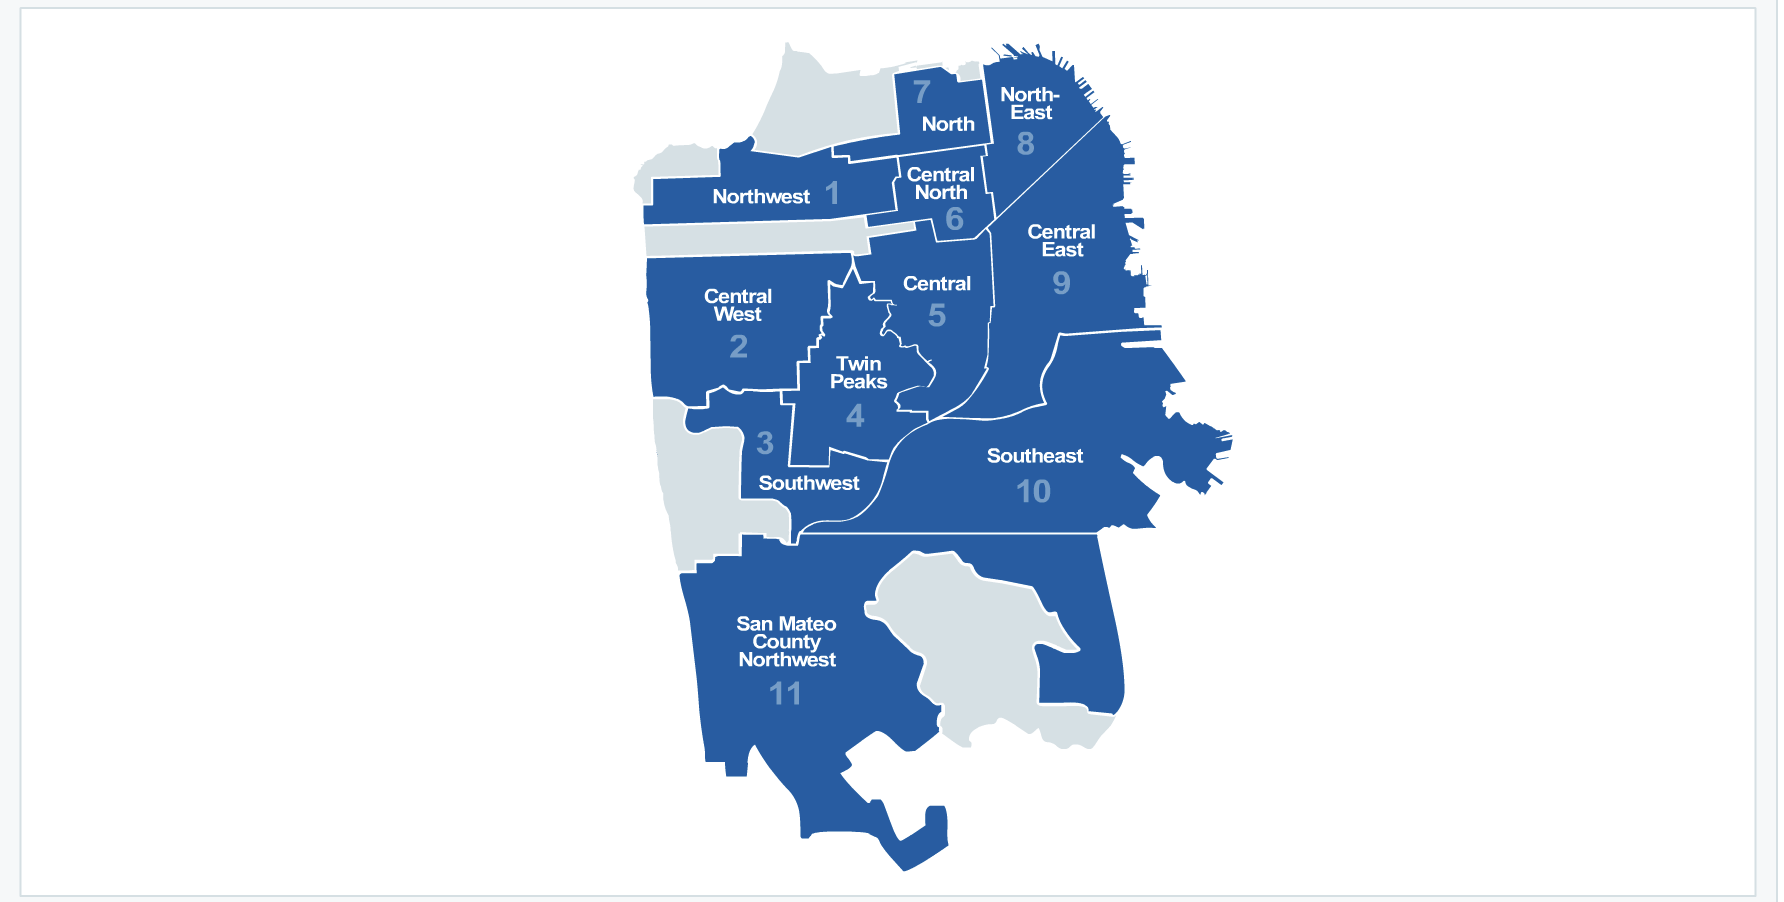 7
North
North-
East
8
Northwest
1
Central
North
6
Central
East
9
Central
West
2
Central
5
Twin
Peaks
4
3
Southwest
Southeast
10
San Mateo
County
Northwest
11